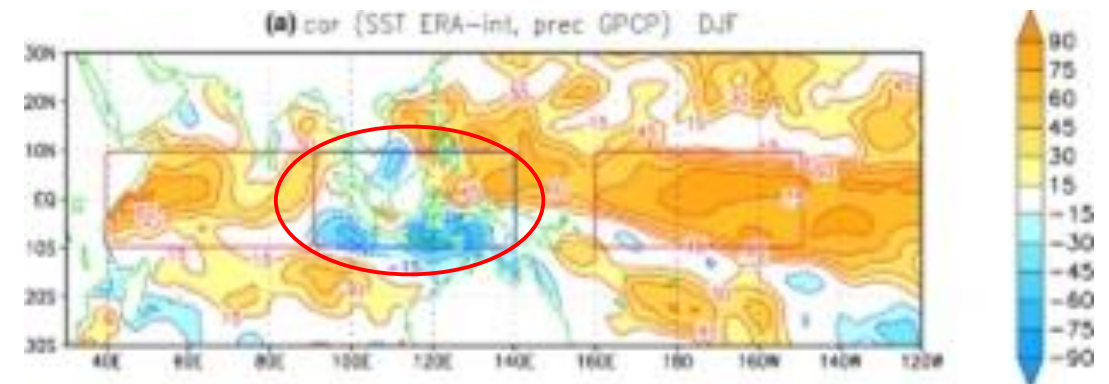 (a) cor (SST ERA-int, prec GPCP) DJF
30N
20N
10N
EQ
10S
20S
30S
40E 60E 80E 100E 120E 140E 160E 180 160W 140W 120W
90
75
60
45
30
15
-15
-30
-45
-60
-75
-90